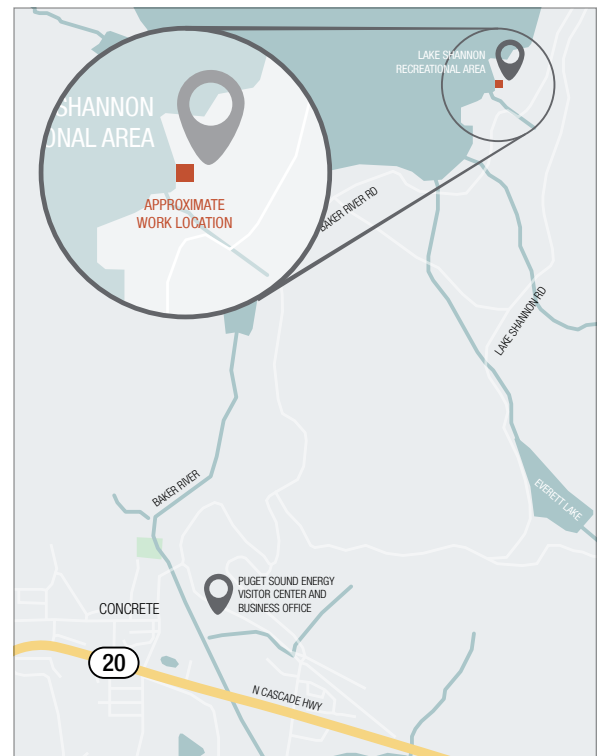 LAKE SHANNON
RECREATIONAL AREA
SHANNON
ONAL AREA
APPROXIMATE
WORK LOCATION
BAKER RIVER RD
LAKE SHANNON RD
BAKER RIVER
EVERETT LAKE
PUGET SOUND ENERGY
VISITOR CENTER AND
BUSINESS OFFICE
CONCRETE
20
N CASCADE HWY